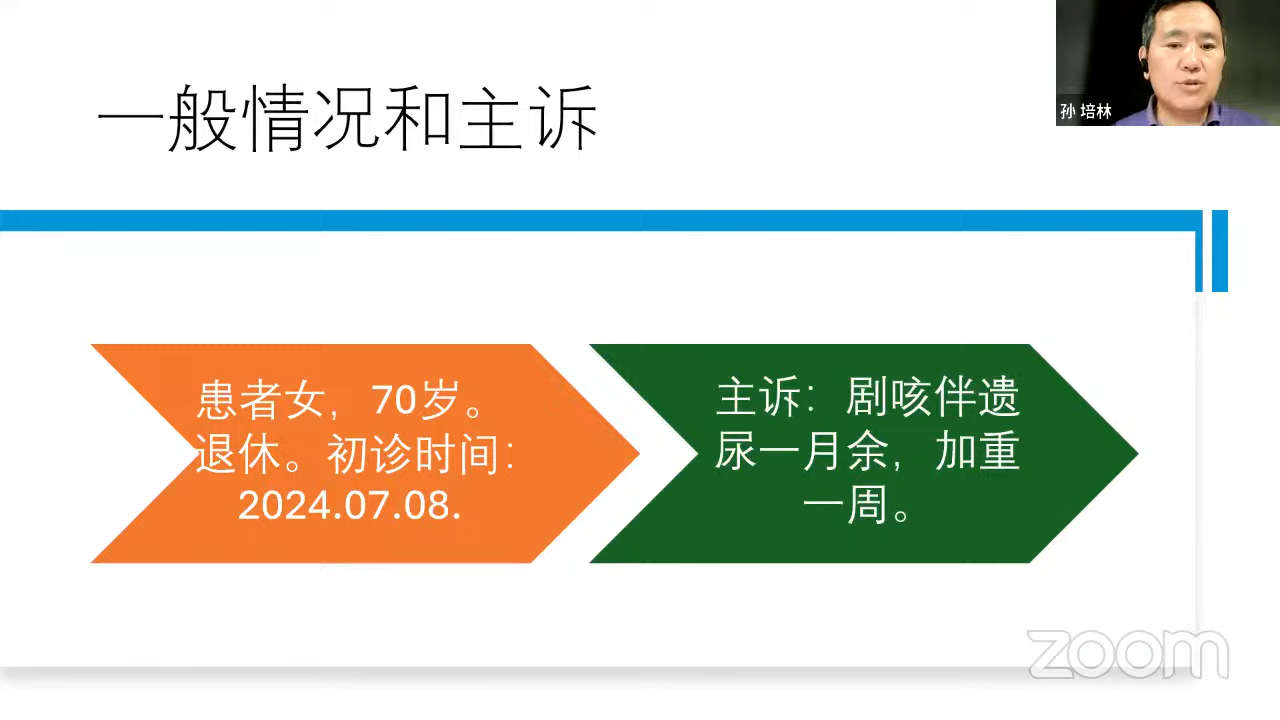 一般情况和主诉
孙 培林
患者女，70岁。
退休。初诊时间：
2024.07.08.
主诉：剧咳伴遗
尿一月余，加重
一周。
zoom